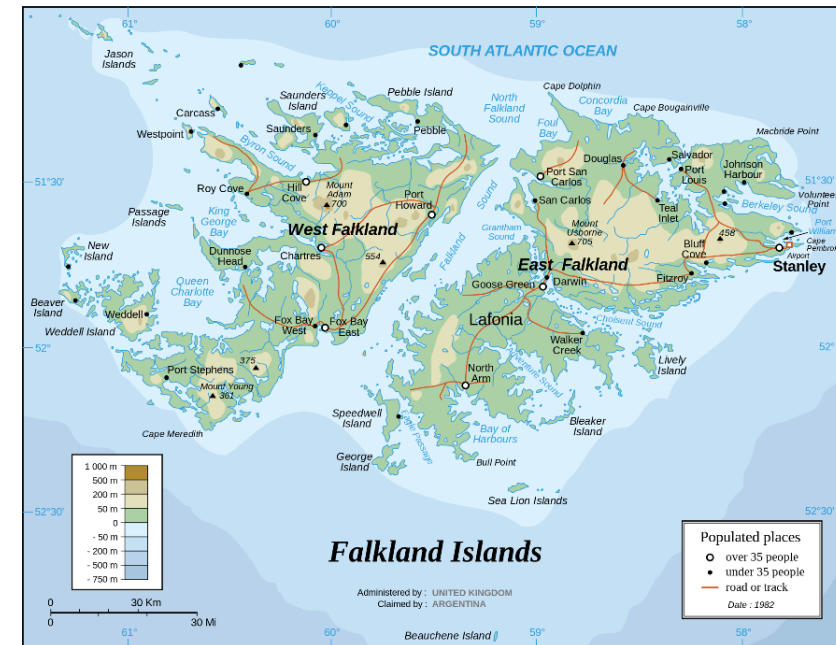 61°
60°
59°
58°
SOUTH ATLANTIC OCEAN
Jason
Islands
Cape Dolphin
Pebble Island
Keppel Sound
Saunders
Island
North
Falkland
Sound
Concordia
Bay
Cape Bougainville
Carcass
Westpoint
Saunders
Pebble
Foul
Bay
Macbride Point
Byron Sound
Douglas
Salvador
Port
Louis
Johnson
Harbour
51°30'
51°30'
Roy Cove
Hill
Cove
Mount
Adam
700
Port
Howard
Port San
Carlos
San Carlos
Teal
Inlet
Volunteer
Point
Berkeley Sound
Passage
Islands
King
George
Bay
West Falkland
Falkland
Sound
Grantham
Sound
Mount
Usborne
705
458
Port
William
Cape
Pembroke
Airport
Stanley
New
Island
Dunnose
Head
Chartres
554
East Falkland
Bluff
Cove
Fitzroy
Queen
Charlotte
Bay
Goose Green
Darwin
Beaver
Island
Weddell
Weddell Island
Fox Bay
West
Fox Bay
East
Lafonia
Choiseul Sound
Walker
Creek
52°
52°
375
Port Stephens
Mount Young
361
North
Arm
Adventure Sound
Lively
Island
Cape Meredith
Speedwell
Island
Eagle Passage
Bay of
Harbours
Bleaker
Island
George
Island
Bull Point
Sea Lion Islands
1 000 m
500 m
200 m
50 m
0
- 50 m
- 200 m
- 500 m
- 750 m
52°30'
52°30'
Falkland Islands
Populated places
over 35 people
under 35 people
road or track
Date : 1982
Administered by : UNITED KINGDOM
Claimed by : ARGENTINA
0
30 Km
0
30 Mi
61°
60°
59°
58°
Beauchene Island